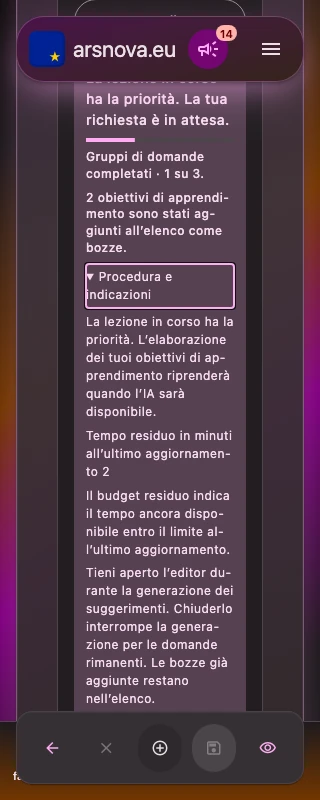 14
arsnova.eu
ha la priorità. La tua
richiesta è in attesa.
Gruppi di domande
completati · 1 su 3.
2 obiettivi di apprendi-
mento sono stati ag-
giunti all’elenco come
bozze.
▼ Procedura e
indicazioni
La lezione in corso ha la
priorità. L’elaborazione
dei tuoi obiettivi di ap-
prendimento riprenderà
quando l’IA sarà
disponibile.
Tempo residuo in minuti
all’ultimo aggiornamen-
to 2
Il budget residuo indica
il tempo ancora dispo-
nibile entro il limite al-
l’ultimo aggiornamento.
Tieni aperto l’editor du-
rante la generazione dei
suggerimenti. Chiuderlo
interrompe la genera-
zione per le domande
rimanenti. Le bozze già
aggiunte restano
nell’elenco.